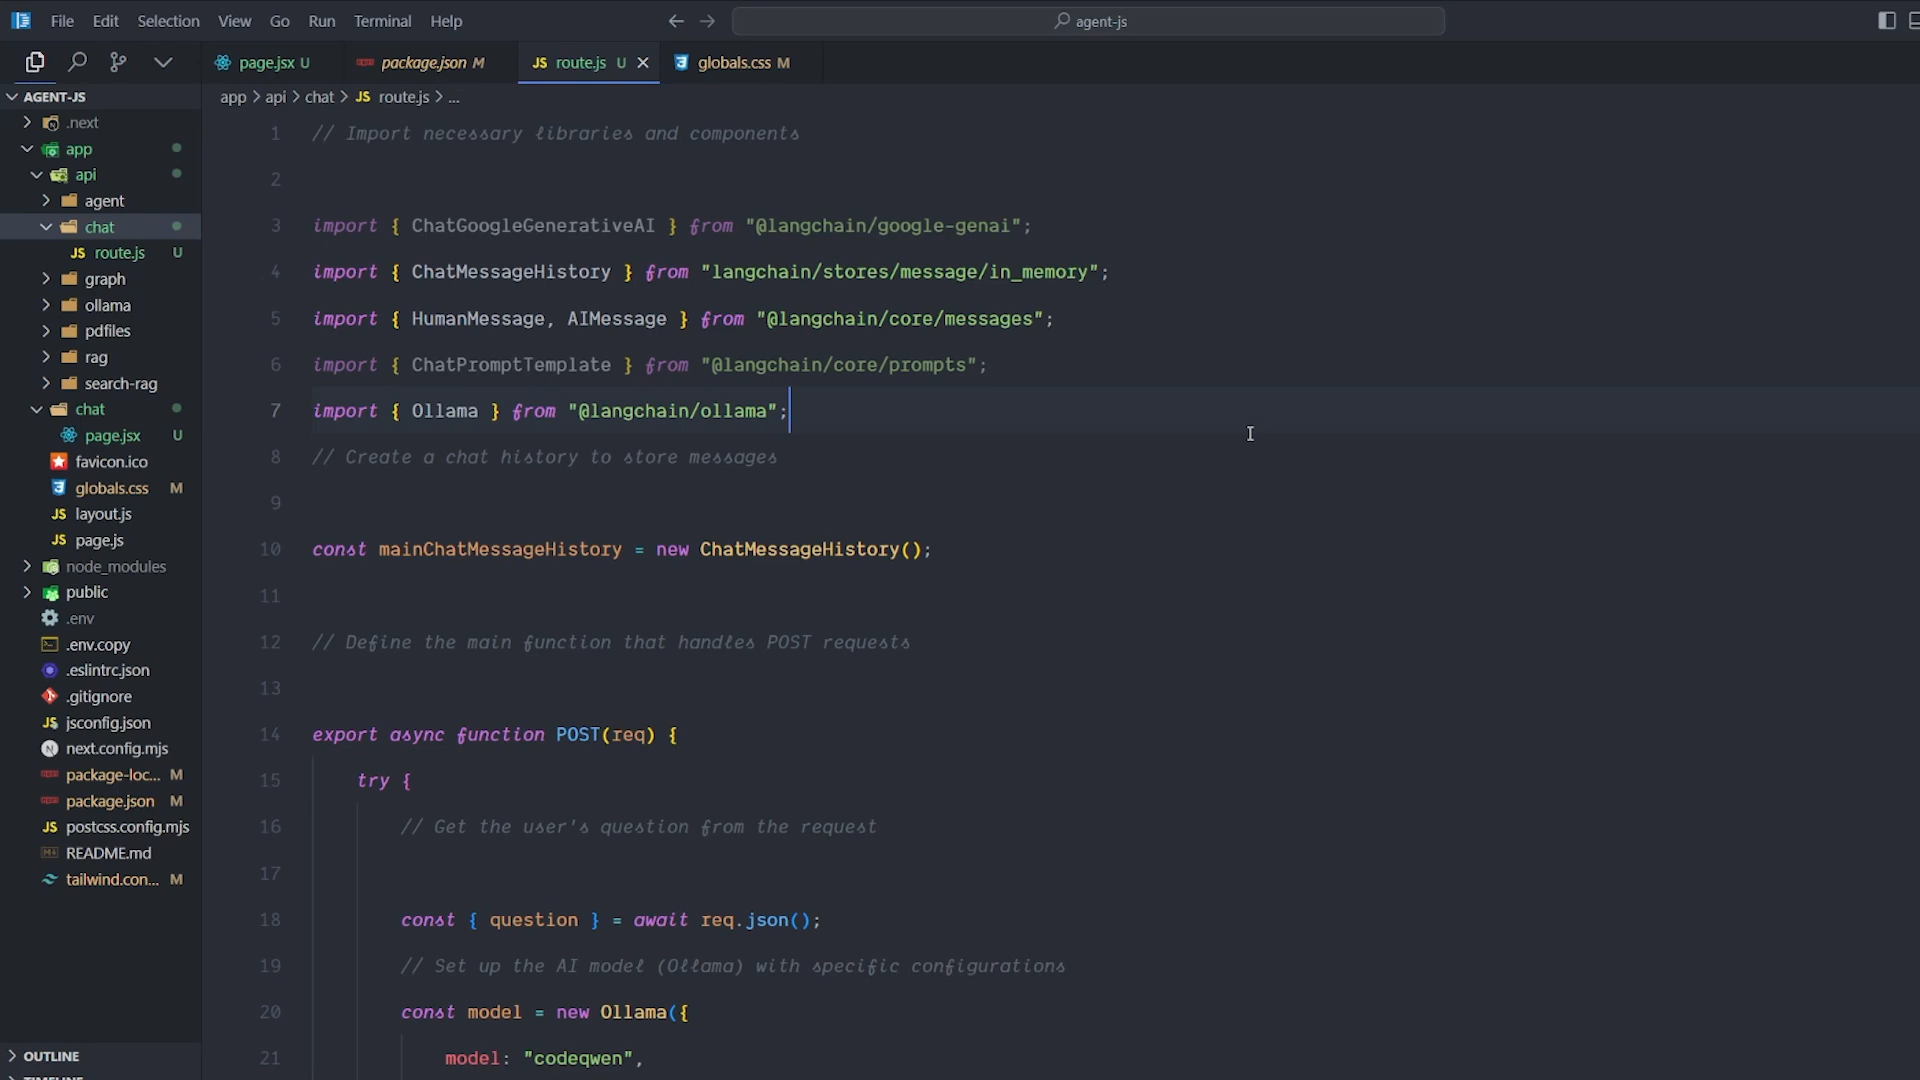 File Edit Selection View Go Run Terminal Help
agent-js
page.jsx U
package.json M
JS route.js U
globals.css M
AGENT-JS
app > api > chat > JS route.js > ...
.next
app
api
agent
chat
JS route.js U
graph
ollama
pdfiles
rag
search-rag
chat
page.jsx U
favicon.ico
globals.css M
JS layout.js
JS page.js
node_modules
public
.env
.env.copy
.eslintrc.json
.gitignore
JS jsconfig.json
N next.config.mjs
package-loc... M
package.json M
JS postcss.config.mjs
README.md
tailwind.con... M
OUTLINE
TIMELINE
1 // Import necessary libraries and components
2
3 import { ChatGoogleGenerativeAI } from "@langchain/google-genai";
4 import { ChatMessageHistory } from "langchain/stores/message/in_memory";
5 import { HumanMessage, AIMessage } from "@langchain/core/messages";
6 import { ChatPromptTemplate } from "@langchain/core/prompts";
7 import { Ollama } from "@langchain/ollama";
8 // Create a chat history to store messages
9
10 const mainChatMessageHistory = new ChatMessageHistory();
11
12 // Define the main function that handles POST requests
13
14 export async function POST(req) {
15 try {
16 // Get the user's question from the request
17
18 const { question } = await req.json();
19 // Set up the AI model (Ollama) with specific configurations
20 const model = new Ollama({
21 model: "codeqwen",